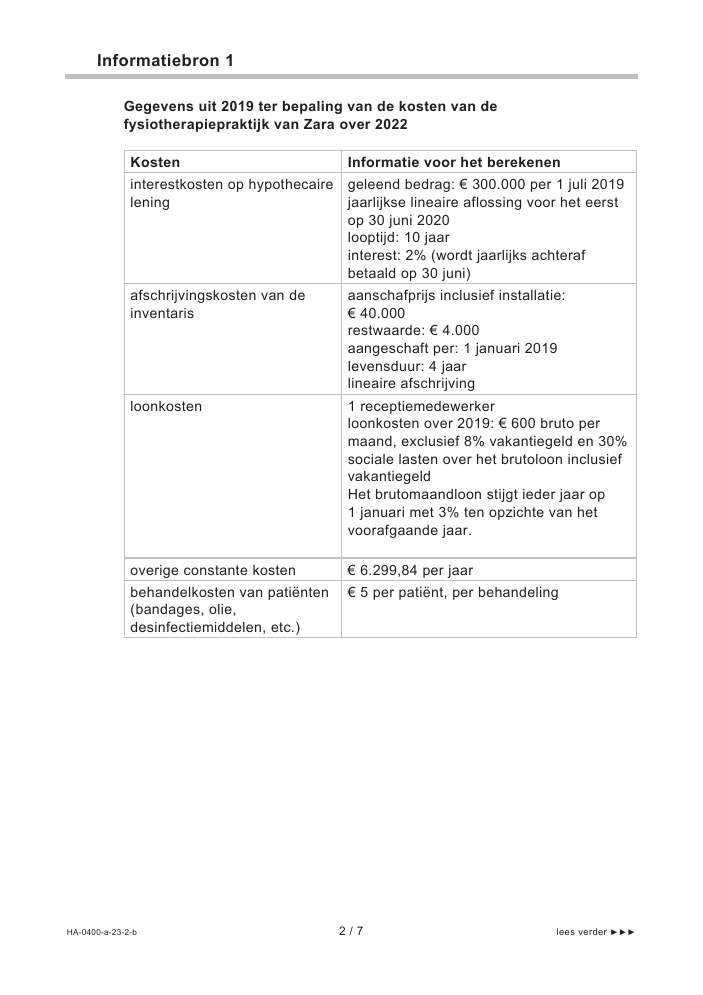 Informatiebron 1
Gegevens uit 2019 ter bepaling van de kosten van de
fysiotherapiepraktijk van Zara over 2022
Kosten
Informatie voor het berekenen
interestkosten op hypothecaire
lening
geleend bedrag: € 300.000 per 1 juli 2019
jaarlijkse lineaire aflossing voor het eerst
op 30 juni 2020
looptijd: 10 jaar
interest: 2% (wordt jaarlijks achteraf
betaald op 30 juni)
afschrijvingskosten van de
inventaris
aanschafprijs inclusief installatie:
€ 40.000
restwaarde: € 4.000
aangeschaft per: 1 januari 2019
levensduur: 4 jaar
lineaire afschrijving
loonkosten
1 receptiemedewerker
loonkosten over 2019: € 600 bruto per
maand, exclusief 8% vakantiegeld en 30%
sociale lasten over het brutoloon inclusief
vakantiegeld
Het brutomaandloon stijgt ieder jaar op
1 januari met 3% ten opzichte van het
voorafgaande jaar.
overige constante kosten
€ 6.299,84 per jaar
behandelkosten van patiënten
(bandages, olie,
desinfectiemiddelen, etc.)
€ 5 per patiënt, per behandeling
HA-0400-a-23-2-b
2 / 7
lees verder ►►►